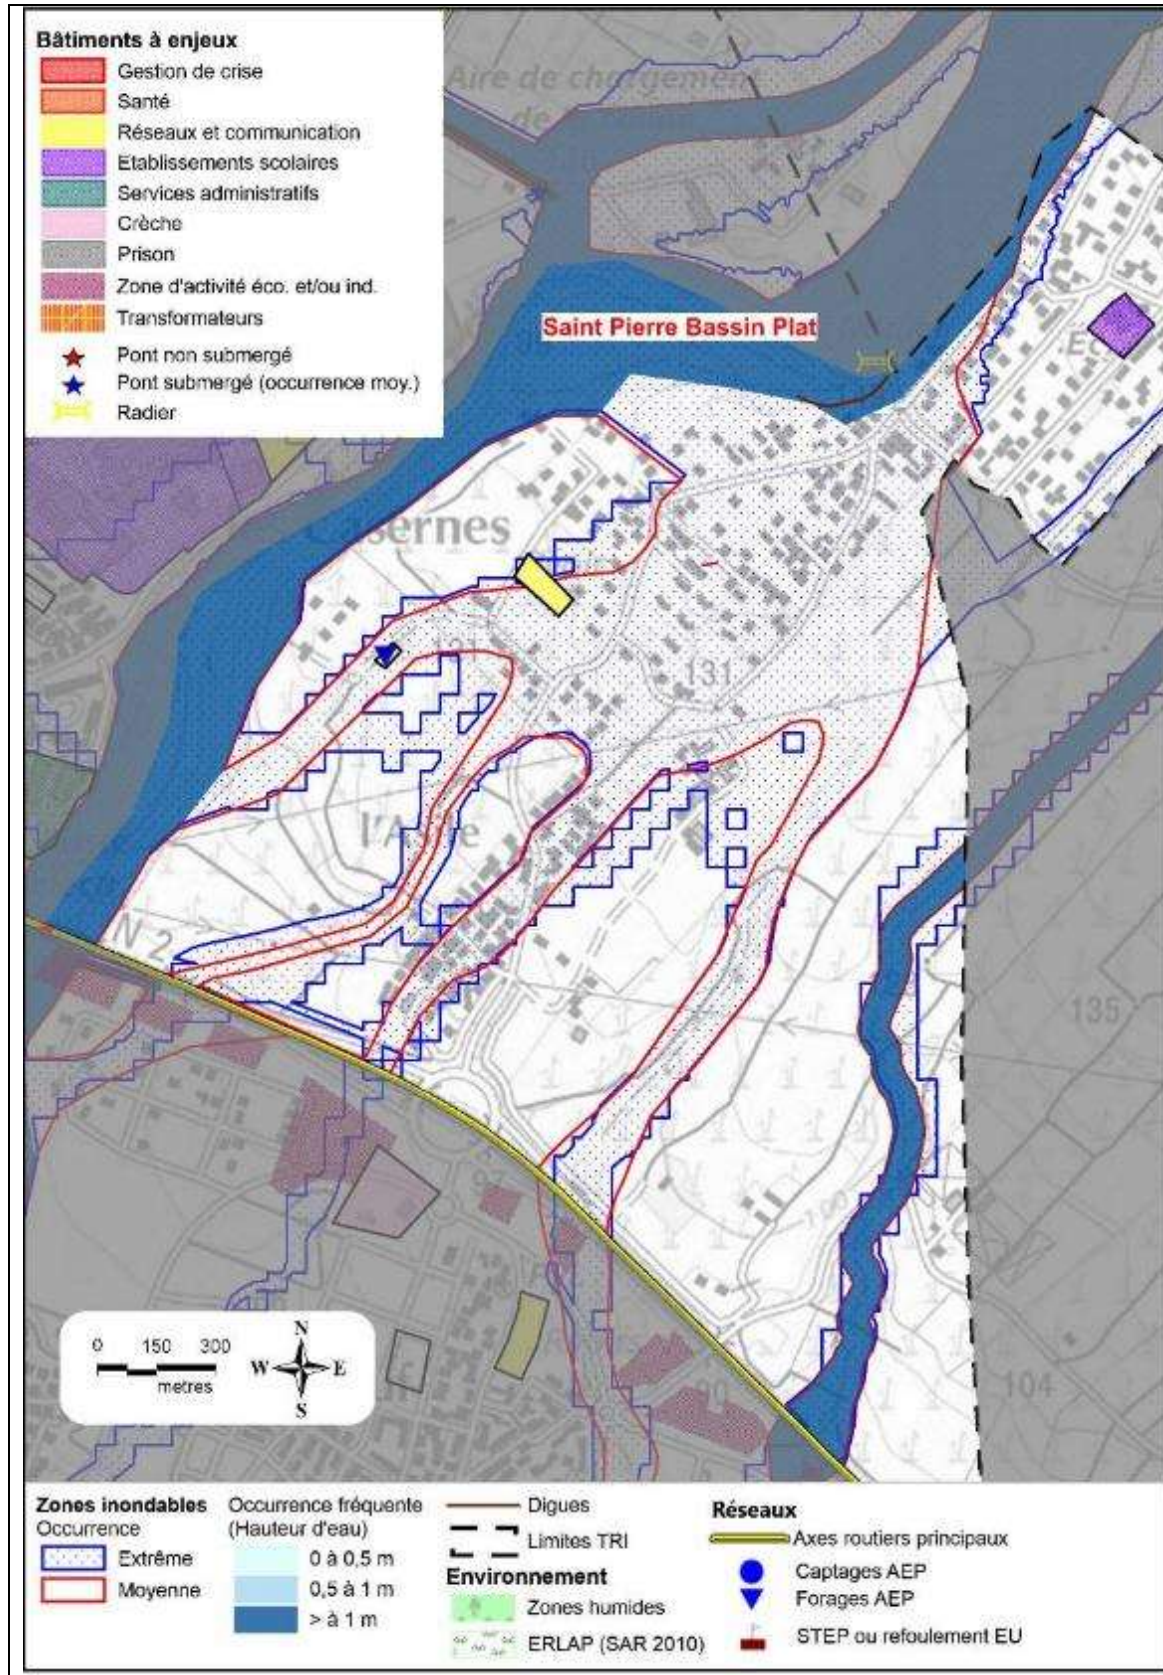 Bâtiments à enjeux
Gestion de crise
Santé
Réseaux et communication
Etablissements scolaires
Services administratifs
Crèche
Prison
Zone d'activité éco. et/ou ind.
Transformateurs
Pont non submergé
Pont submergé (occurrence moy.)
Radier
Aire de chargement
de
Saint Pierre Bassin Plat
Casernes
131
l'Asile
N 2
135
104
0 150 300
metres
N
W E
S
Zones inondables
Occurrence
Extrême
Moyenne
Occurrence fréquente
(Hauteur d'eau)
0 à 0,5 m
0,5 à 1 m
> à 1 m
Digues
Limites TRI
Environnement
Zones humides
ERLAP (SAR 2010)
Réseaux
Axes routiers principaux
Captages AEP
Forages AEP
STEP ou refoulement EU